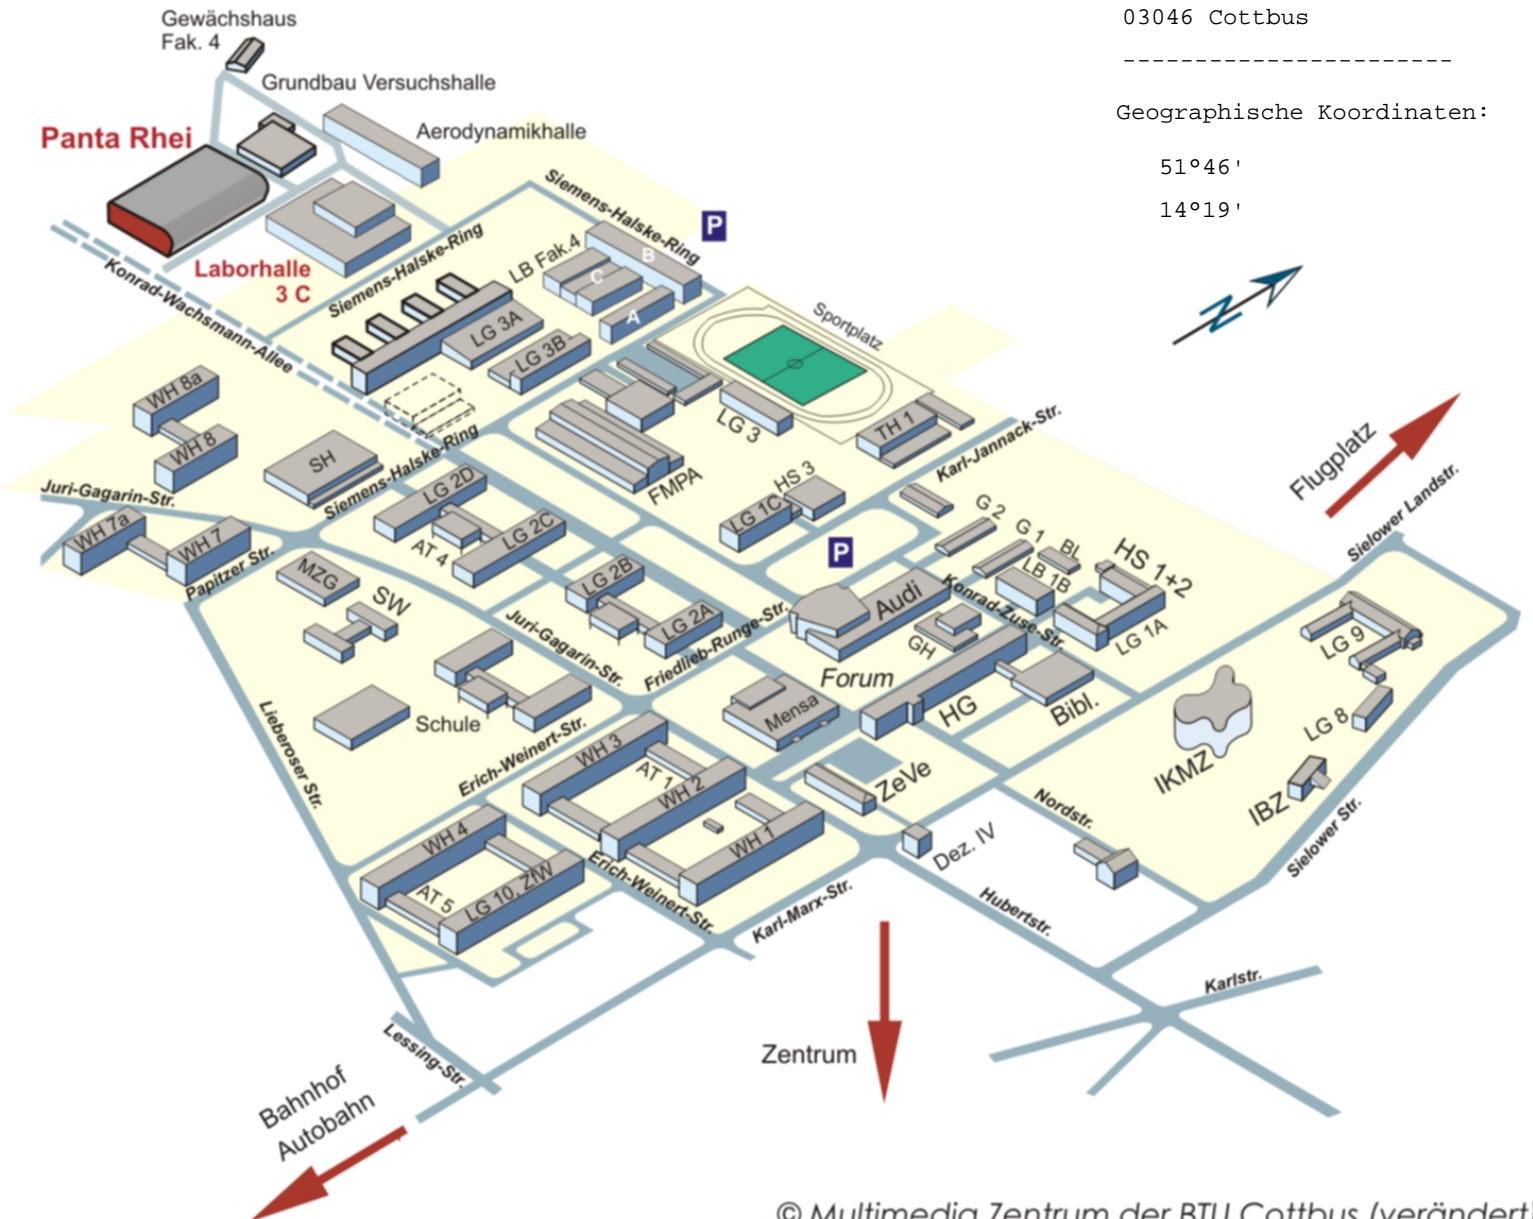 Gewächshaus
Fak. 4
Grundbau Versuchshalle
Panta Rhei
Aerodynamikhalle
03046 Cottbus
-----------------------
Geographische Koordinaten:
51°46'
14°19'
Siemens-Halske-Ring
P
Laborhalle
3 C
Siemens-Halske-Ring
LB Fak.4
B
C
A
Konrad-Wachsmann-Allee
LG 3A
LG 3B
Sportplatz
N
WH 8a
WH 8
SH
Siemens-Halske-Ring
LG 3
TH 1
Karl-Jannack-Str.
Flugplatz
Sielower Landstr.
Juri-Gagarin-Str.
WH 7a
WH 7
Papitzer Str.
LG 2D
AT 4
LG 2C
FMPA
LG 1C
HS 3
G 2
G 1
BL
LB 1B
HS 1+2
LG 1A
P
MZG
SW
LG 2B
LG 2A
Juri-Gagarin-Str.
Friedlieb-Runge-Str.
Audi
Konrad-Zuse-Str.
GH
Forum
HG
Bibl.
Mensa
LG 9
LG 8
IKMZ
IBZ
Sielower Str.
Lieberoser Str.
Schule
Erich-Weinert-Str.
WH 3
AT 1
WH 2
WH 1
ZeVe
Dez. IV
Nordstr.
WH 4
AT 5
LG 10, ZfW
Erich-Weinert-Str.
Karl-Marx-Str.
Hubertstr.
Karlstr.
Lessing-Str.
Zentrum
Bahnhof
Autobahn
© Multimedia Zentrum der BTU Cottbus (verändert)